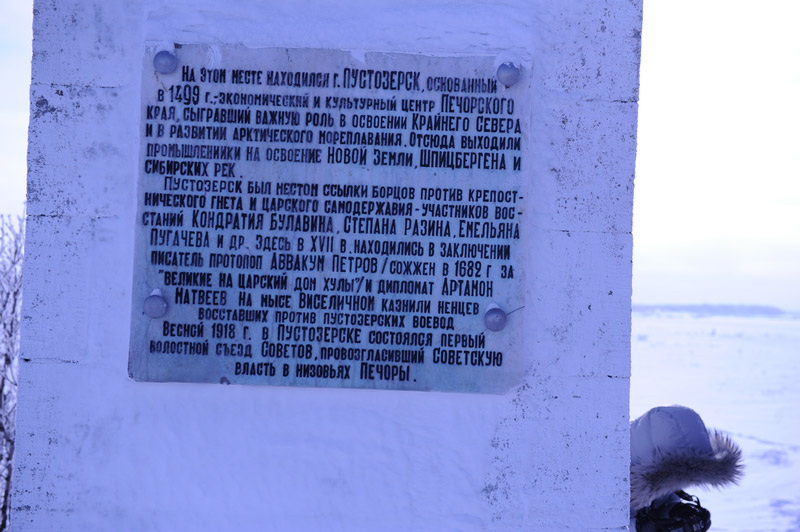 На этом месте находился г. Пустозерск, основанный
в 1499 г.-экономический и культурный центр Печорского
края, сыгравший важную роль в освоении Крайнего Севера
и в развитии арктического мореплавания. Отсюда выходили
промышленники на освоение Новой Земли, Шпицбергена и
сибирских рек.
Пустозерск был местом ссылки борцов против крепост-
нического гнета и царского самодержавия-участников вос-
станий Кондратия Булавина, Степана Разина, Емельяна
Пугачева и др. Здесь в XVII в. находились в заключении
писатель протопоп Аввакум Петров/сожжен в 1682 г за
"великие на царский дом хулы"/и дипломат Артамон
Матвеев на мысе Виселичном казнили ненцев
восставших против пустозерских воевод
Весной 1918 г. в Пустозерске состоялся первый
волостной съезд Советов, провозгласивший Советскую
власть в низовьях Печоры.